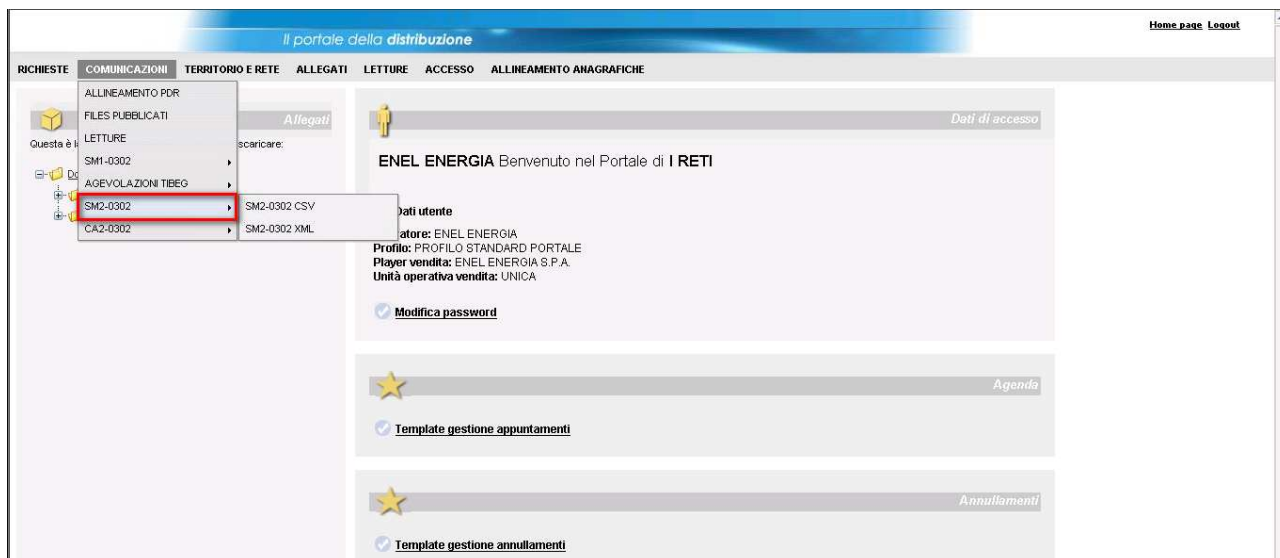 Home page Logout
Il portale della distribuzione
RICHIESTE COMUNICAZIONI TERRITORIO E RETE ALLEGATI LETTURE ACCESSO ALLINEAMENTO ANAGRAFICHE
ALLINEAMENTO PDR
FILES PUBBLICATI
LETTURE
SM1-0302
AGEVOLAZIONI TIBEG
SM2-0302
CA2-0302
SM2-0302 CSV
SM2-0302 XML
Allegati
Questa è scaricare:
Dati di accesso
ENEL ENERGIA Benvenuto nel Portale di I RETI
Dati utente
ENEL ENERGIA
Profilo: PROFILO STANDARD PORTALE
Player vendita: ENEL ENERGIA S.P.A.
Unità operativa vendita: UNICA
Modifica password
Agenda
Template gestione appuntamenti
Annullamenti
Template gestione annullamenti